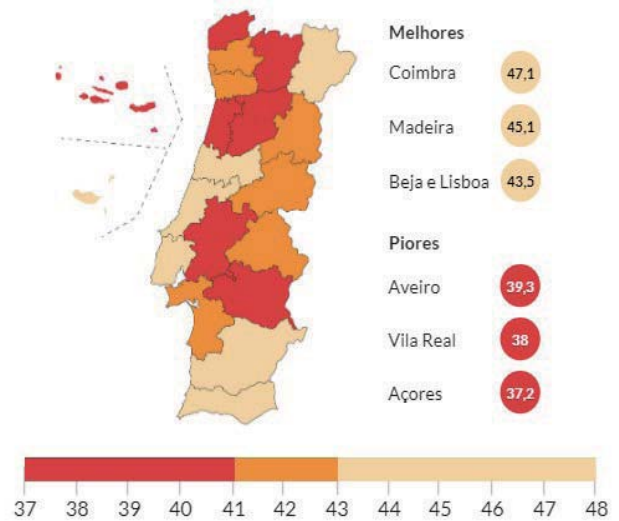 Melhores
Coimbra 47,1
Madeira 45,1
Beja e Lisboa 43,5
Piores
Aveiro 39,3
Vila Real 38
Açores 37,2
37 38 39 40 41 42 43 44 45 46 47 48